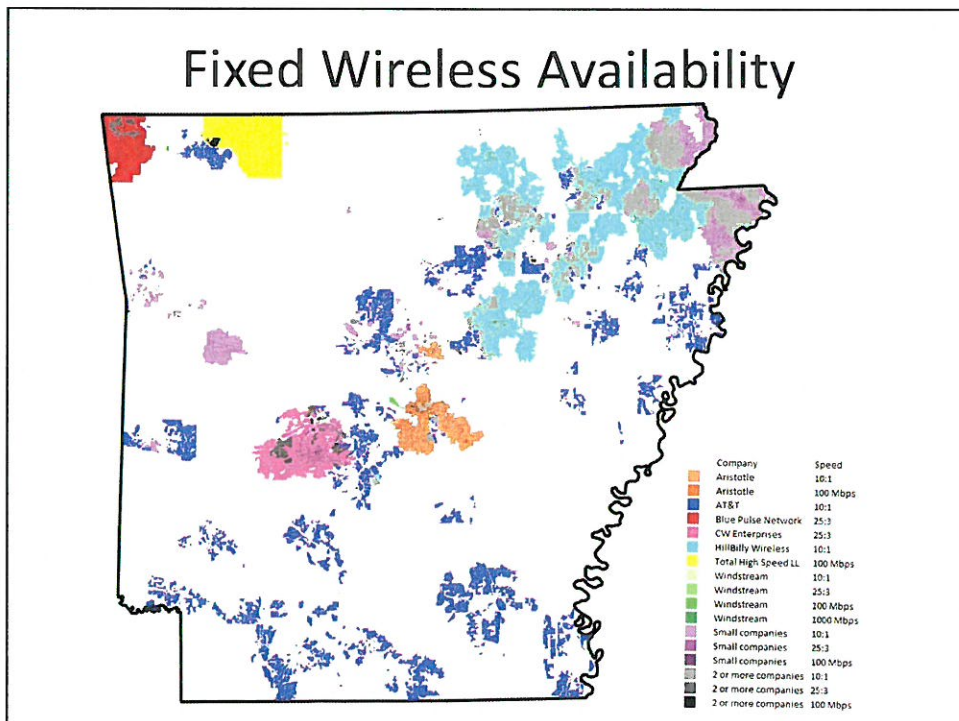 Fixed Wireless Availability
Company Speed
Aristotle 10:1
Aristotle 100 Mbps
AT&T 10:1
Blue Pulse Network 25:3
CW Enterprises 25:3
HillBilly Wireless 10:1
Total High Speed LL 100 Mbps
Windstream 10:1
Windstream 25:3
Windstream 100 Mbps
Windstream 1000 Mbps
Small companies 10:1
Small companies 25:3
Small companies 100 Mbps
2 or more companies 10:1
2 or more companies 25:3
2 or more companies 100 Mbps